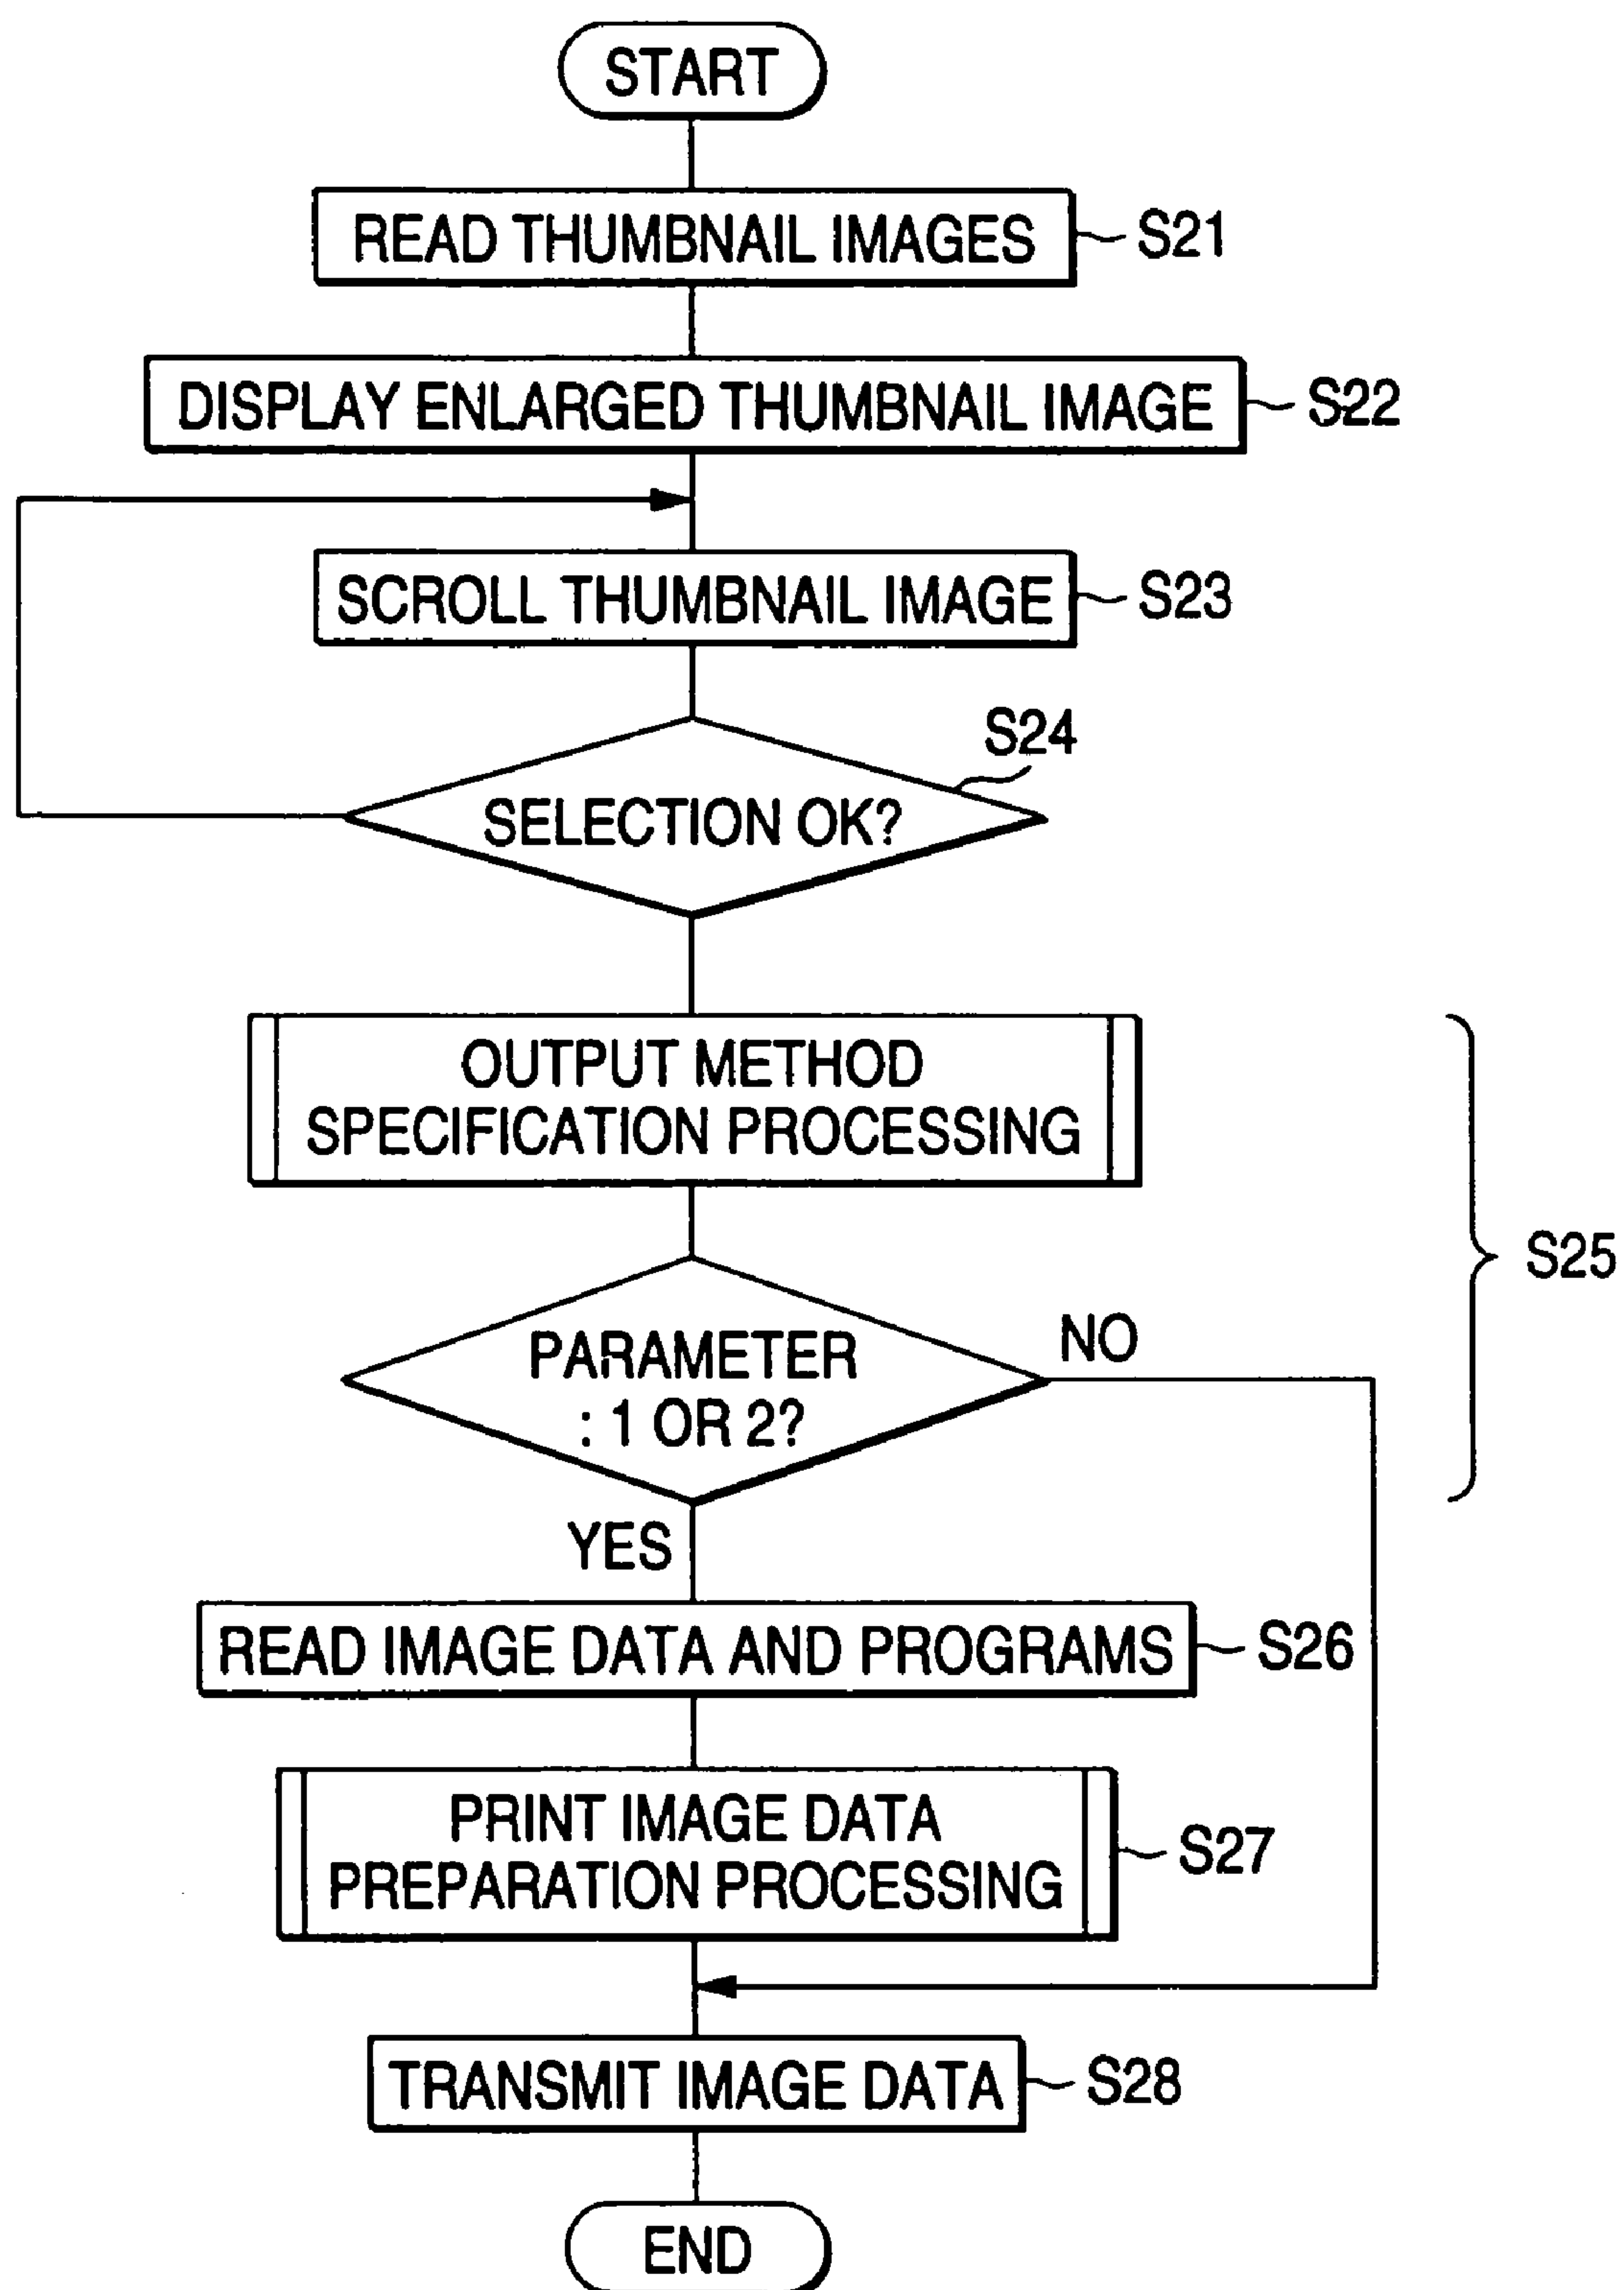 START
READ THUMBNAIL IMAGES
S21
DISPLAY ENLARGED THUMBNAIL IMAGE
S22
SCROLL THUMBNAIL IMAGE
S23
S24
SELECTION OK?
OUTPUT METHOD
SPECIFICATION PROCESSING
S25
PARAMETER
: 1 OR 2?
NO
YES
READ IMAGE DATA AND PROGRAMS
S26
PRINT IMAGE DATA
PREPARATION PROCESSING
S27
TRANSMIT IMAGE DATA
S28
END